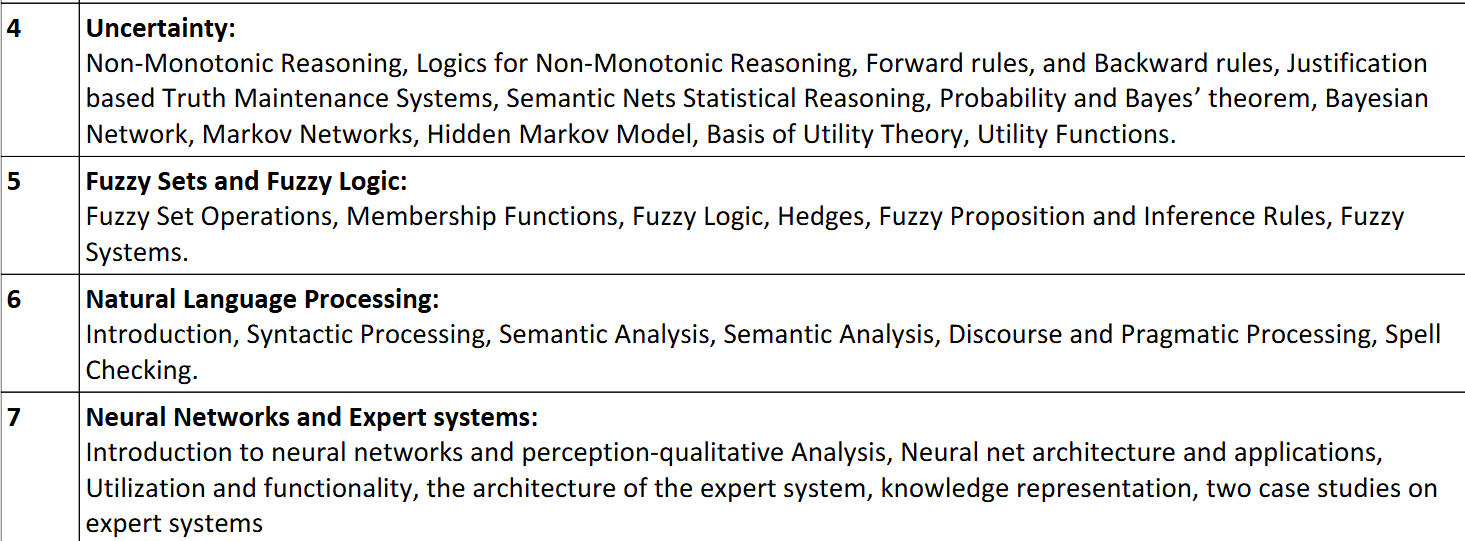 4 Uncertainty:
Non-Monotonic Reasoning, Logics for Non-Monotonic Reasoning, Forward rules, and Backward rules, Justification
based Truth Maintenance Systems, Semantic Nets Statistical Reasoning, Probability and Bayes’ theorem, Bayesian
Network, Markov Networks, Hidden Markov Model, Basis of Utility Theory, Utility Functions.
5 Fuzzy Sets and Fuzzy Logic:
Fuzzy Set Operations, Membership Functions, Fuzzy Logic, Hedges, Fuzzy Proposition and Inference Rules, Fuzzy
Systems.
6 Natural Language Processing:
Introduction, Syntactic Processing, Semantic Analysis, Semantic Analysis, Discourse and Pragmatic Processing, Spell
Checking.
7 Neural Networks and Expert systems:
Introduction to neural networks and perception-qualitative Analysis, Neural net architecture and applications,
Utilization and functionality, the architecture of the expert system, knowledge representation, two case studies on
expert systems